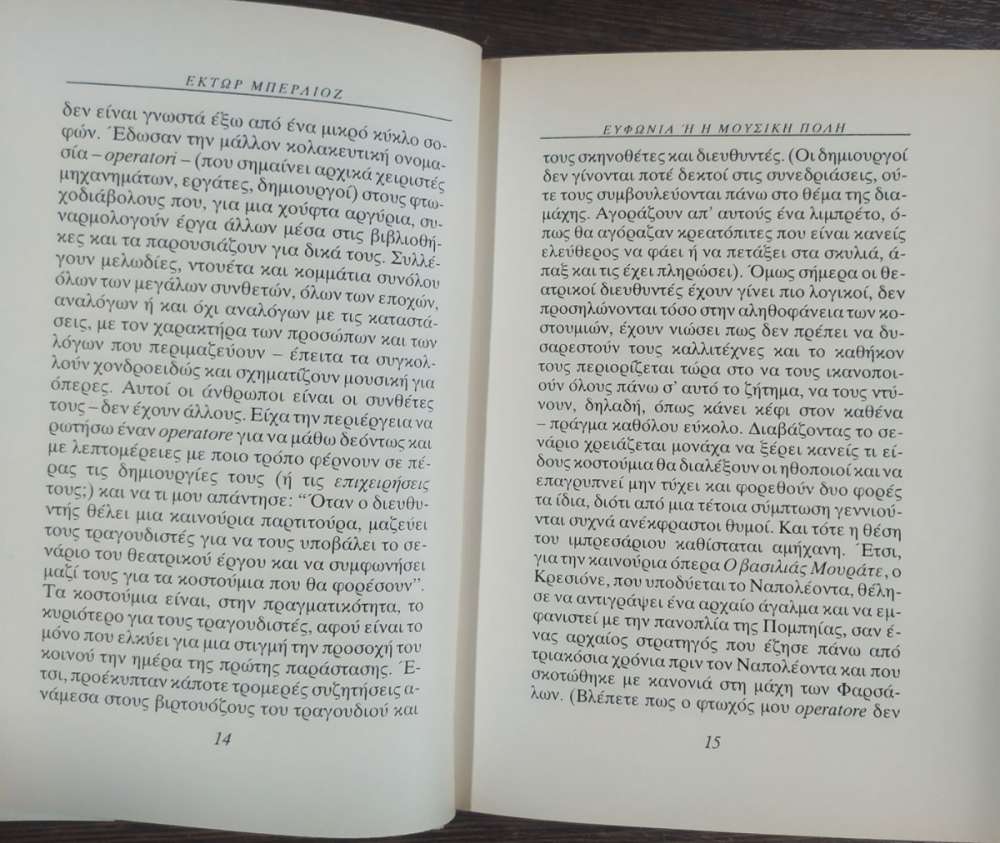 ΕΚΤΩΡ ΜΠΕΡΛΙΟΖ
δεν είναι γνωστά έξω από ένα μικρό κύκλο σο-
φών. Έδωσαν την μάλλον κολακευτική ονομα-
σία – operatori – (που σημαίνει αρχικά χειριστές
μηχανημάτων, εργάτες, δημιουργοί) στους φτω-
χοδιάβολους που, για μια χούφτα αργύρια, συ-
ναρμολογούν έργα άλλων μέσα στις βιβλιοθή-
κες και τα παρουσιάζουν για δικά τους. Συλλέ-
γουν μελωδίες, ντουέτα και κομμάτια συνόλου
όλων των μεγάλων συνθετών, όλων των εποχών,
αναλόγων ή και όχι αναλόγων με τις καταστά-
σεις, με τον χαρακτήρα των προσώπων και των
λόγων που περιμαζεύουν – έπειτα τα συγκολ-
λούν χονδροειδώς και σχηματίζουν μουσική για
όπερες. Αυτοί οι άνθρωποι είναι οι συνθέτες
τους – δεν έχουν άλλους. Είχα την περιέργεια να
ρωτήσω έναν operatore για να μάθω δεόντως και
με λεπτομέρειες με ποιο τρόπο φέρνουν σε πέ-
ρας τις δημιουργίες τους (ή τις επιχειρήσεις
τους;) και να τι μου απάντησε: “Όταν ο διευθυ-
ντής θέλει μια καινούρια παρτιτούρα, μαζεύει
τους τραγουδιστές για να τους υποβάλει το σε-
νάριο του θεατρικού έργου και να συμφωνήσει
μαζί τους για τα κοστούμια που θα φορέσουν”.
Τα κοστούμια είναι, στην πραγματικότητα, το
κυριότερο για τους τραγουδιστές, αφού είναι το
μόνο που ελκύει για μια στιγμή την προσοχή του
κοινού την ημέρα της πρώτης παράστασης. Έ-
τσι, προέκυπταν κάποτε τρομερές συζητήσεις α-
νάμεσα στους βιρτουόζους του τραγουδιού και
14
ΕΥΦΩΝΙΑ Ή Η ΜΟΥΣΙΚΗ ΠΟΛΗ
τους σκηνοθέτες και διευθυντές. (Οι δημιουργοί
δεν γίνονται ποτέ δεκτοί στις συνεδριάσεις, ού-
τε τους συμβουλεύονται πάνω στο θέμα της δια-
μάχης. Αγοράζουν απ’ αυτούς ένα λιμπρέτο, ό-
πως θα αγόραζαν κρεατόπιτες που είναι κανείς
ελεύθερος να φάει ή να πετάξει στα σκυλιά, ά-
παξ και τις έχει πληρώσει). Όμως σήμερα οι θε-
ατρικοί διευθυντές έχουν γίνει πιο λογικοί, δεν
προσηλώνονται τόσο στην αληθοφάνεια των κο-
στουμιών, έχουν νιώσει πως δεν πρέπει να δυ-
σαρεστούν τους καλλιτέχνες και το καθήκον
τους περιορίζεται τώρα στο να τους ικανοποι-
ούν όλους πάνω σ’ αυτό το ζήτημα, να τους ντύ-
νουν, δηλαδή, όπως κάνει κέφι στον καθένα
– πράγμα καθόλου εύκολο. Διαβάζοντας το σε-
νάριο χρειάζεται μονάχα να ξέρει κανείς τι εί-
δους κοστούμια θα διαλέξουν οι ηθοποιοί και να
επαγρυπνεί μην τύχει και φορεθούν δυο φορές
τα ίδια, διότι από μια τέτοια σύμπτωση γεννιού-
νται συχνά ανέκφραστοι θυμοί. Και τότε η θέση
του ιμπρεσάριου καθίσταται αμήχανη. Έτσι,
για την καινούρια όπερα Ο βασιλιάς Μουράτε, ο
Κρεσιόνε, που υποδύεται το Ναπολέοντα, θέλη-
σε να αντιγράψει ένα αρχαίο άγαλμα και να εμ-
φανιστεί με την πανοπλία της Πομπηίας, σαν έ-
νας αρχαίος στρατηγός που έζησε πάνω από
τριακόσια χρόνια πριν τον Ναπολέοντα και που
σκοτώθηκε με κανονιά στη μάχη των Φαρσά-
λων. (Βλέπετε πως ο φτωχός μου operatore δεν
15